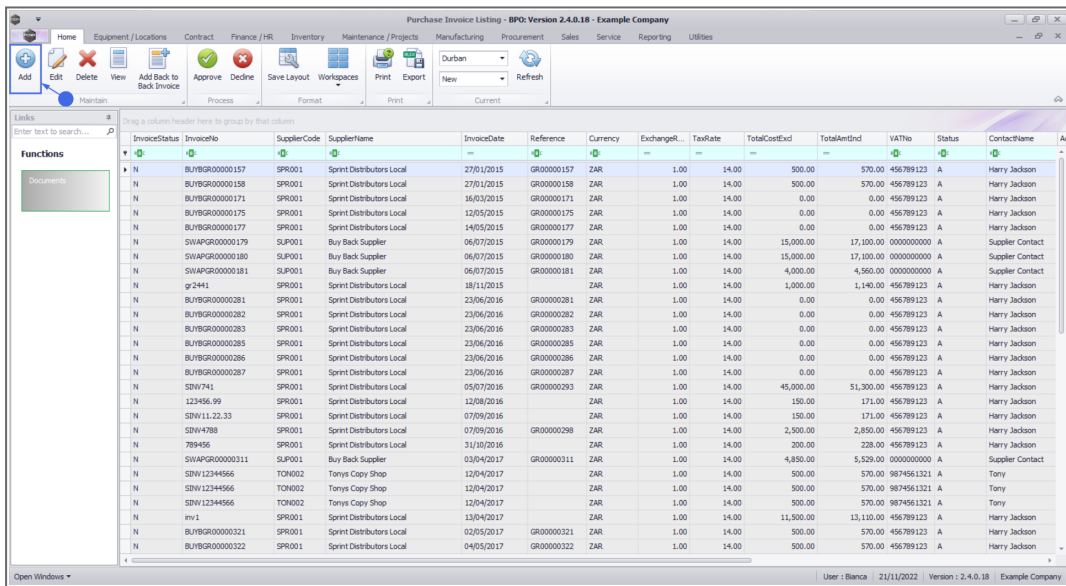 Purchase Invoice Listing - BPO: Version 2.4.0.18 - Example Company
Home Equipment / Locations Contract Finance / HR Inventory Maintenance / Projects Manufacturing Procurement Sales Service Reporting Utilities
Add Edit Delete View Add Back to Back Invoice Approve Decline Save Layout Workspaces Print Export Durban New Refresh
Maintain Process Format Print Current
Links
Enter text to search...
Functions
Documents
Drag a column header here to group by that column
InvoiceStatus InvoiceNo SupplierCode SupplierName InvoiceDate Reference Currency ExchangeR... TaxRate TotalCostExcl TotalAmtIncl VATNo Status ContactName
N BUYBGR00000157 SPR001 Sprint Distributors Local 27/01/2015 GR00000157 ZAR 1.00 14.00 500.00 570.00 456789123 A Harry Jackson
N BUYBGR00000158 SPR001 Sprint Distributors Local 27/01/2015 GR00000158 ZAR 1.00 14.00 500.00 570.00 456789123 A Harry Jackson
N BUYBGR00000171 SPR001 Sprint Distributors Local 16/03/2015 GR00000171 ZAR 1.00 14.00 0.00 0.00 456789123 A Harry Jackson
N BUYBGR00000175 SPR001 Sprint Distributors Local 12/05/2015 GR00000175 ZAR 1.00 14.00 0.00 0.00 456789123 A Harry Jackson
N BUYBGR00000177 SPR001 Sprint Distributors Local 14/05/2015 GR00000177 ZAR 1.00 14.00 0.00 0.00 456789123 A Harry Jackson
N SWAPGR00000179 SUP001 Buy Back Supplier 06/07/2015 GR00000179 ZAR 1.00 14.00 15,000.00 17,100.00 0000000000 A Supplier Contact
N SWAPGR00000180 SUP001 Buy Back Supplier 06/07/2015 GR00000180 ZAR 1.00 14.00 15,000.00 17,100.00 0000000000 A Supplier Contact
N SWAPGR00000181 SUP001 Buy Back Supplier 06/07/2015 GR00000181 ZAR 1.00 14.00 4,000.00 4,560.00 0000000000 A Supplier Contact
N gr2441 SPR001 Sprint Distributors Local 18/11/2015 ZAR 1.00 14.00 1,000.00 1,140.00 456789123 A Harry Jackson
N BUYBGR00000281 SPR001 Sprint Distributors Local 23/06/2016 GR00000281 ZAR 1.00 14.00 0.00 0.00 456789123 A Harry Jackson
N BUYBGR00000282 SPR001 Sprint Distributors Local 23/06/2016 GR00000282 ZAR 1.00 14.00 0.00 0.00 456789123 A Harry Jackson
N BUYBGR00000283 SPR001 Sprint Distributors Local 23/06/2016 GR00000283 ZAR 1.00 14.00 0.00 0.00 456789123 A Harry Jackson
N BUYBGR00000285 SPR001 Sprint Distributors Local 23/06/2016 GR00000285 ZAR 1.00 14.00 0.00 0.00 456789123 A Harry Jackson
N BUYBGR00000286 SPR001 Sprint Distributors Local 23/06/2016 GR00000286 ZAR 1.00 14.00 0.00 0.00 456789123 A Harry Jackson
N BUYBGR00000287 SPR001 Sprint Distributors Local 23/06/2016 GR00000287 ZAR 1.00 14.00 0.00 0.00 456789123 A Harry Jackson
N SINV741 SPR001 Sprint Distributors Local 05/07/2016 GR00000293 ZAR 1.00 14.00 45,000.00 51,300.00 456789123 A Harry Jackson
N 123456.99 SPR001 Sprint Distributors Local 12/08/2016 ZAR 1.00 14.00 150.00 171.00 456789123 A Harry Jackson
N SINV11.22.33 SPR001 Sprint Distributors Local 07/09/2016 ZAR 1.00 14.00 150.00 171.00 456789123 A Harry Jackson
N SINV4788 SPR001 Sprint Distributors Local 07/09/2016 GR00000298 ZAR 1.00 14.00 2,500.00 2,850.00 456789123 A Harry Jackson
N 789456 SPR001 Sprint Distributors Local 31/10/2016 ZAR 1.00 14.00 200.00 228.00 456789123 A Harry Jackson
N SWAPGR00000311 SUP001 Buy Back Supplier 03/04/2017 GR00000311 ZAR 1.00 14.00 4,850.00 5,529.00 0000000000 A Supplier Contact
N SINV12344566 TON002 Tonys Copy Shop 12/04/2017 ZAR 1.00 14.00 500.00 570.00 9874561321 A Tony
N SINV12344566 TON002 Tonys Copy Shop 12/04/2017 ZAR 1.00 14.00 500.00 570.00 9874561321 A Tony
N SINV12344566 TON002 Tonys Copy Shop 12/04/2017 ZAR 1.00 14.00 500.00 570.00 9874561321 A Tony
N inv1 SPR001 Sprint Distributors Local 13/04/2017 ZAR 1.00 14.00 11,500.00 13,110.00 456789123 A Harry Jackson
N BUYBGR00000321 SPR001 Sprint Distributors Local 02/05/2017 GR00000321 ZAR 1.00 14.00 500.00 570.00 456789123 A Harry Jackson
N BUYBGR00000322 SPR001 Sprint Distributors Local 04/05/2017 GR00000322 ZAR 1.00 14.00 500.00 570.00 456789123 A Harry Jackson
Open Windows User : Bianca 21/11/2022 Version : 2.4.0.18 Example Company